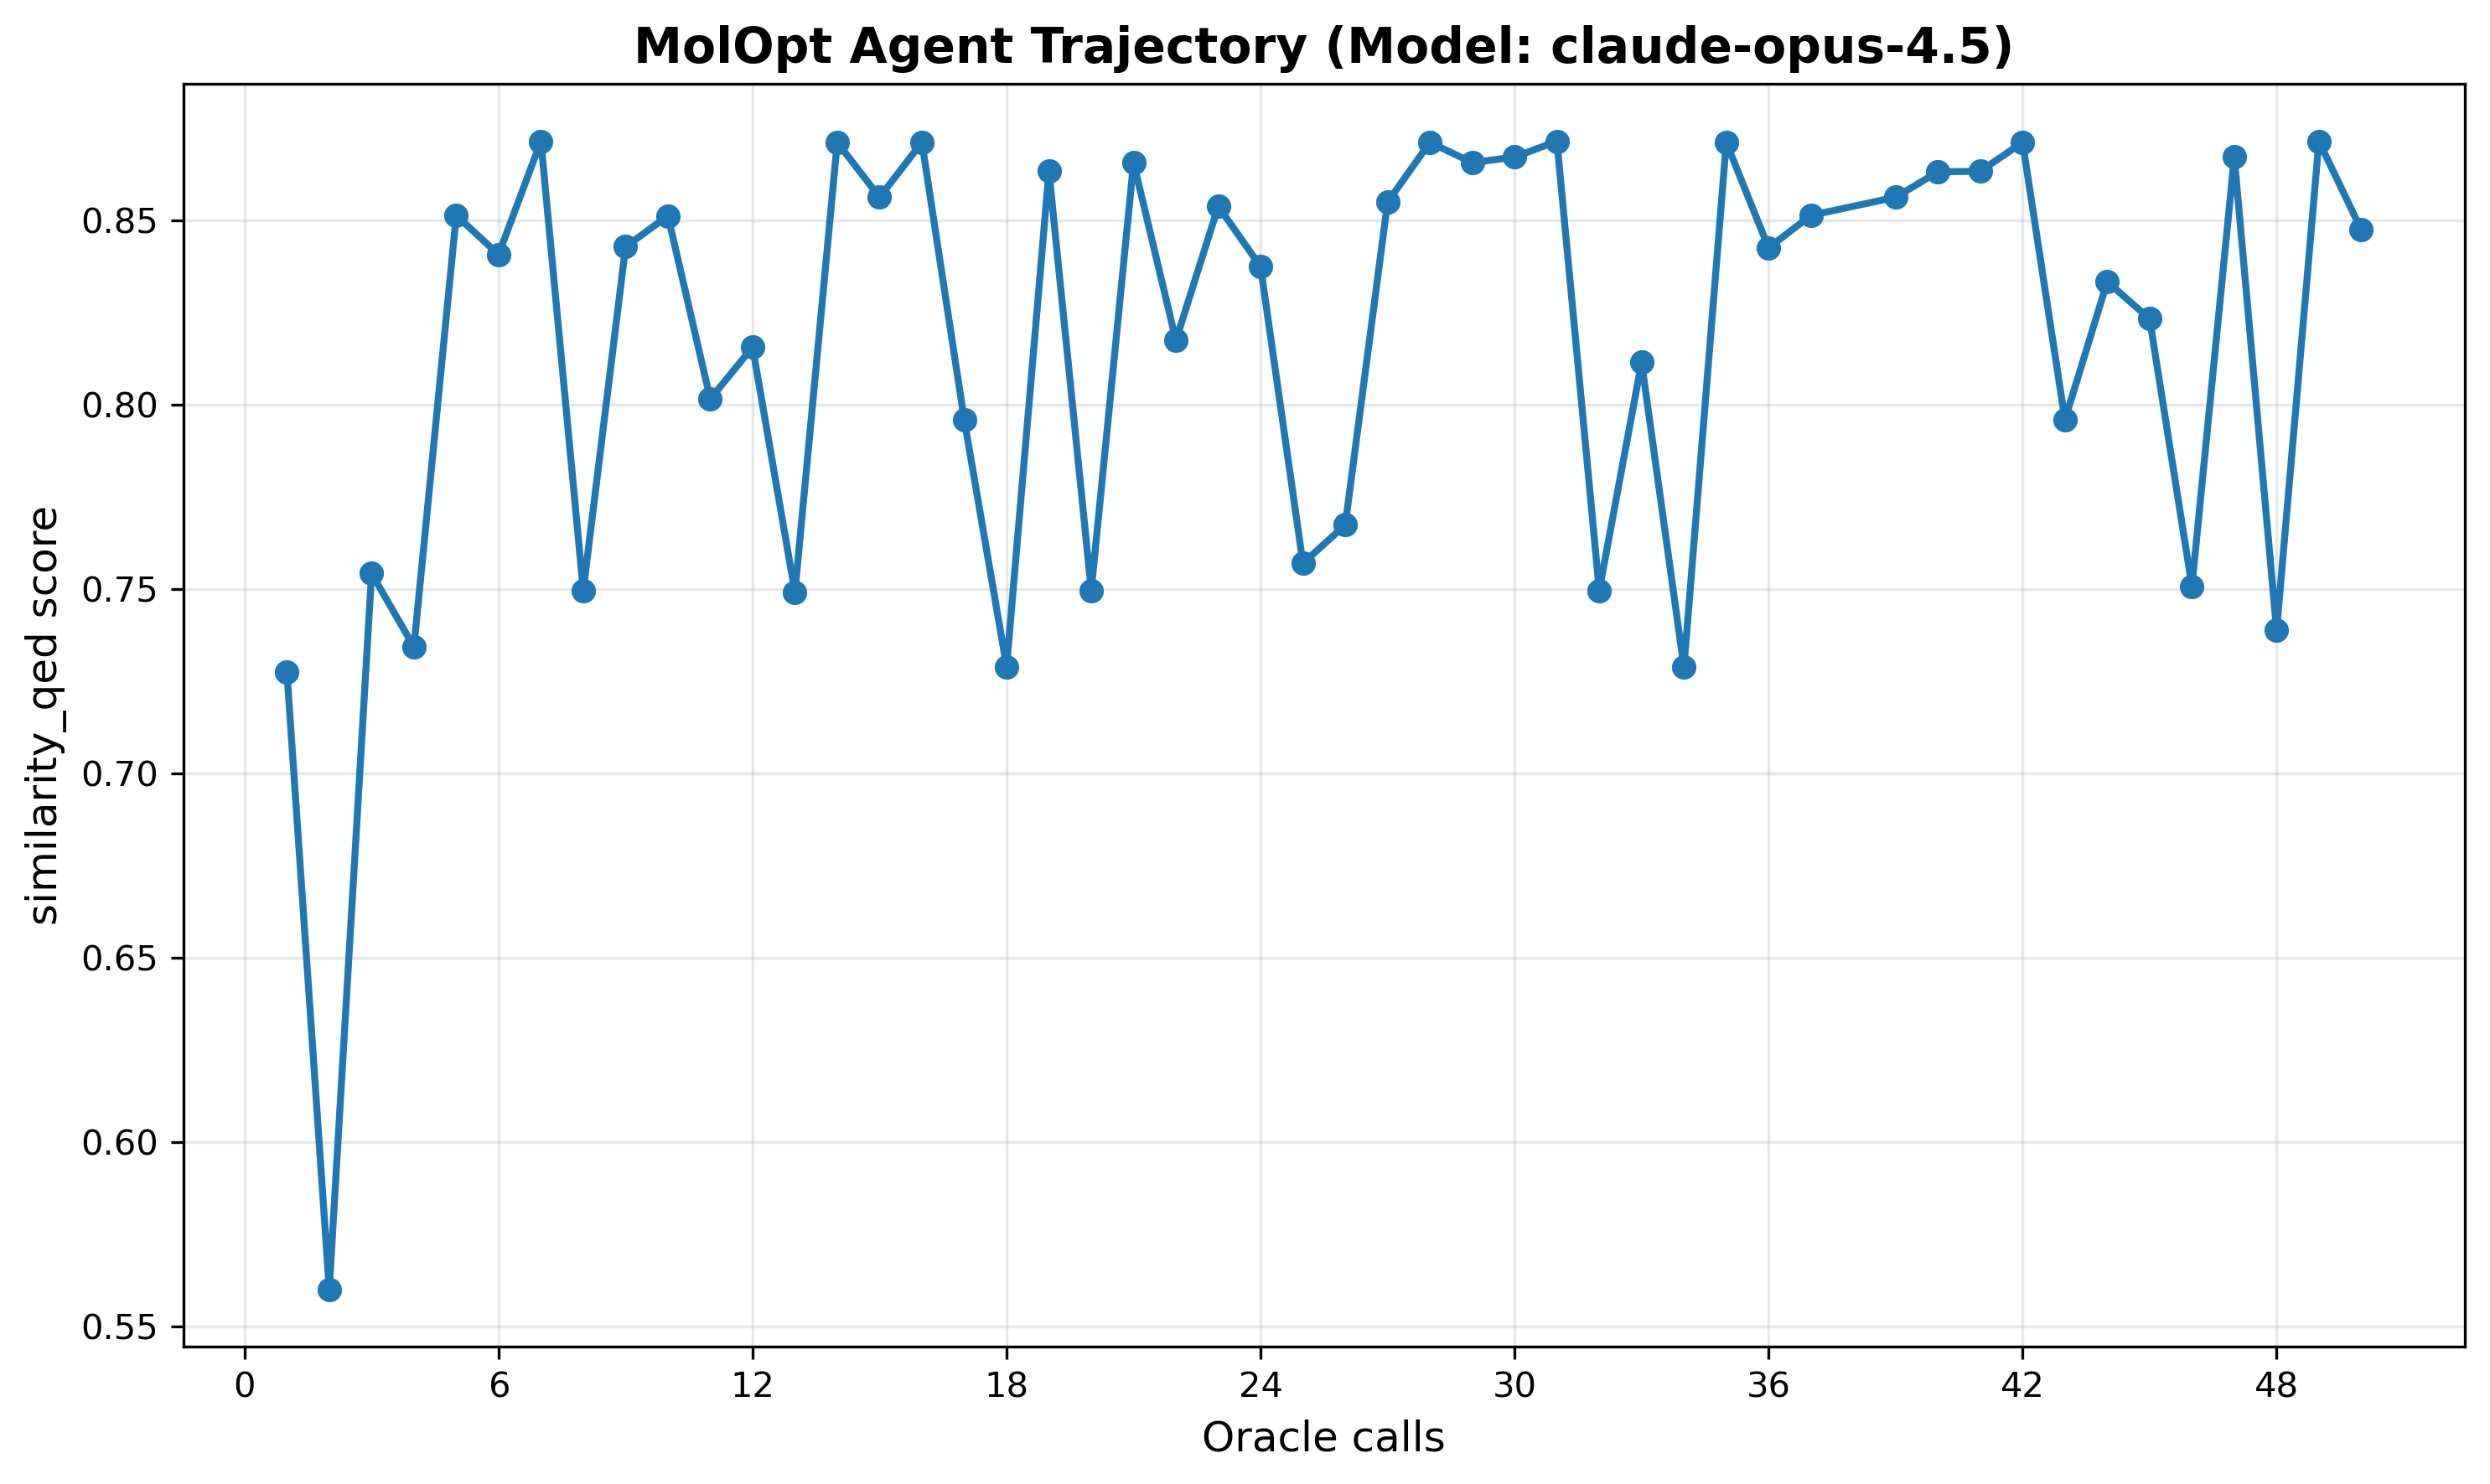 MolOpt Agent Trajectory (Model: claude-opus-4.5)
similarity_qed score
0.85
0.80
0.75
0.70
0.65
0.60
0.55
0 6 12 18 24 30 36 42 48
Oracle calls